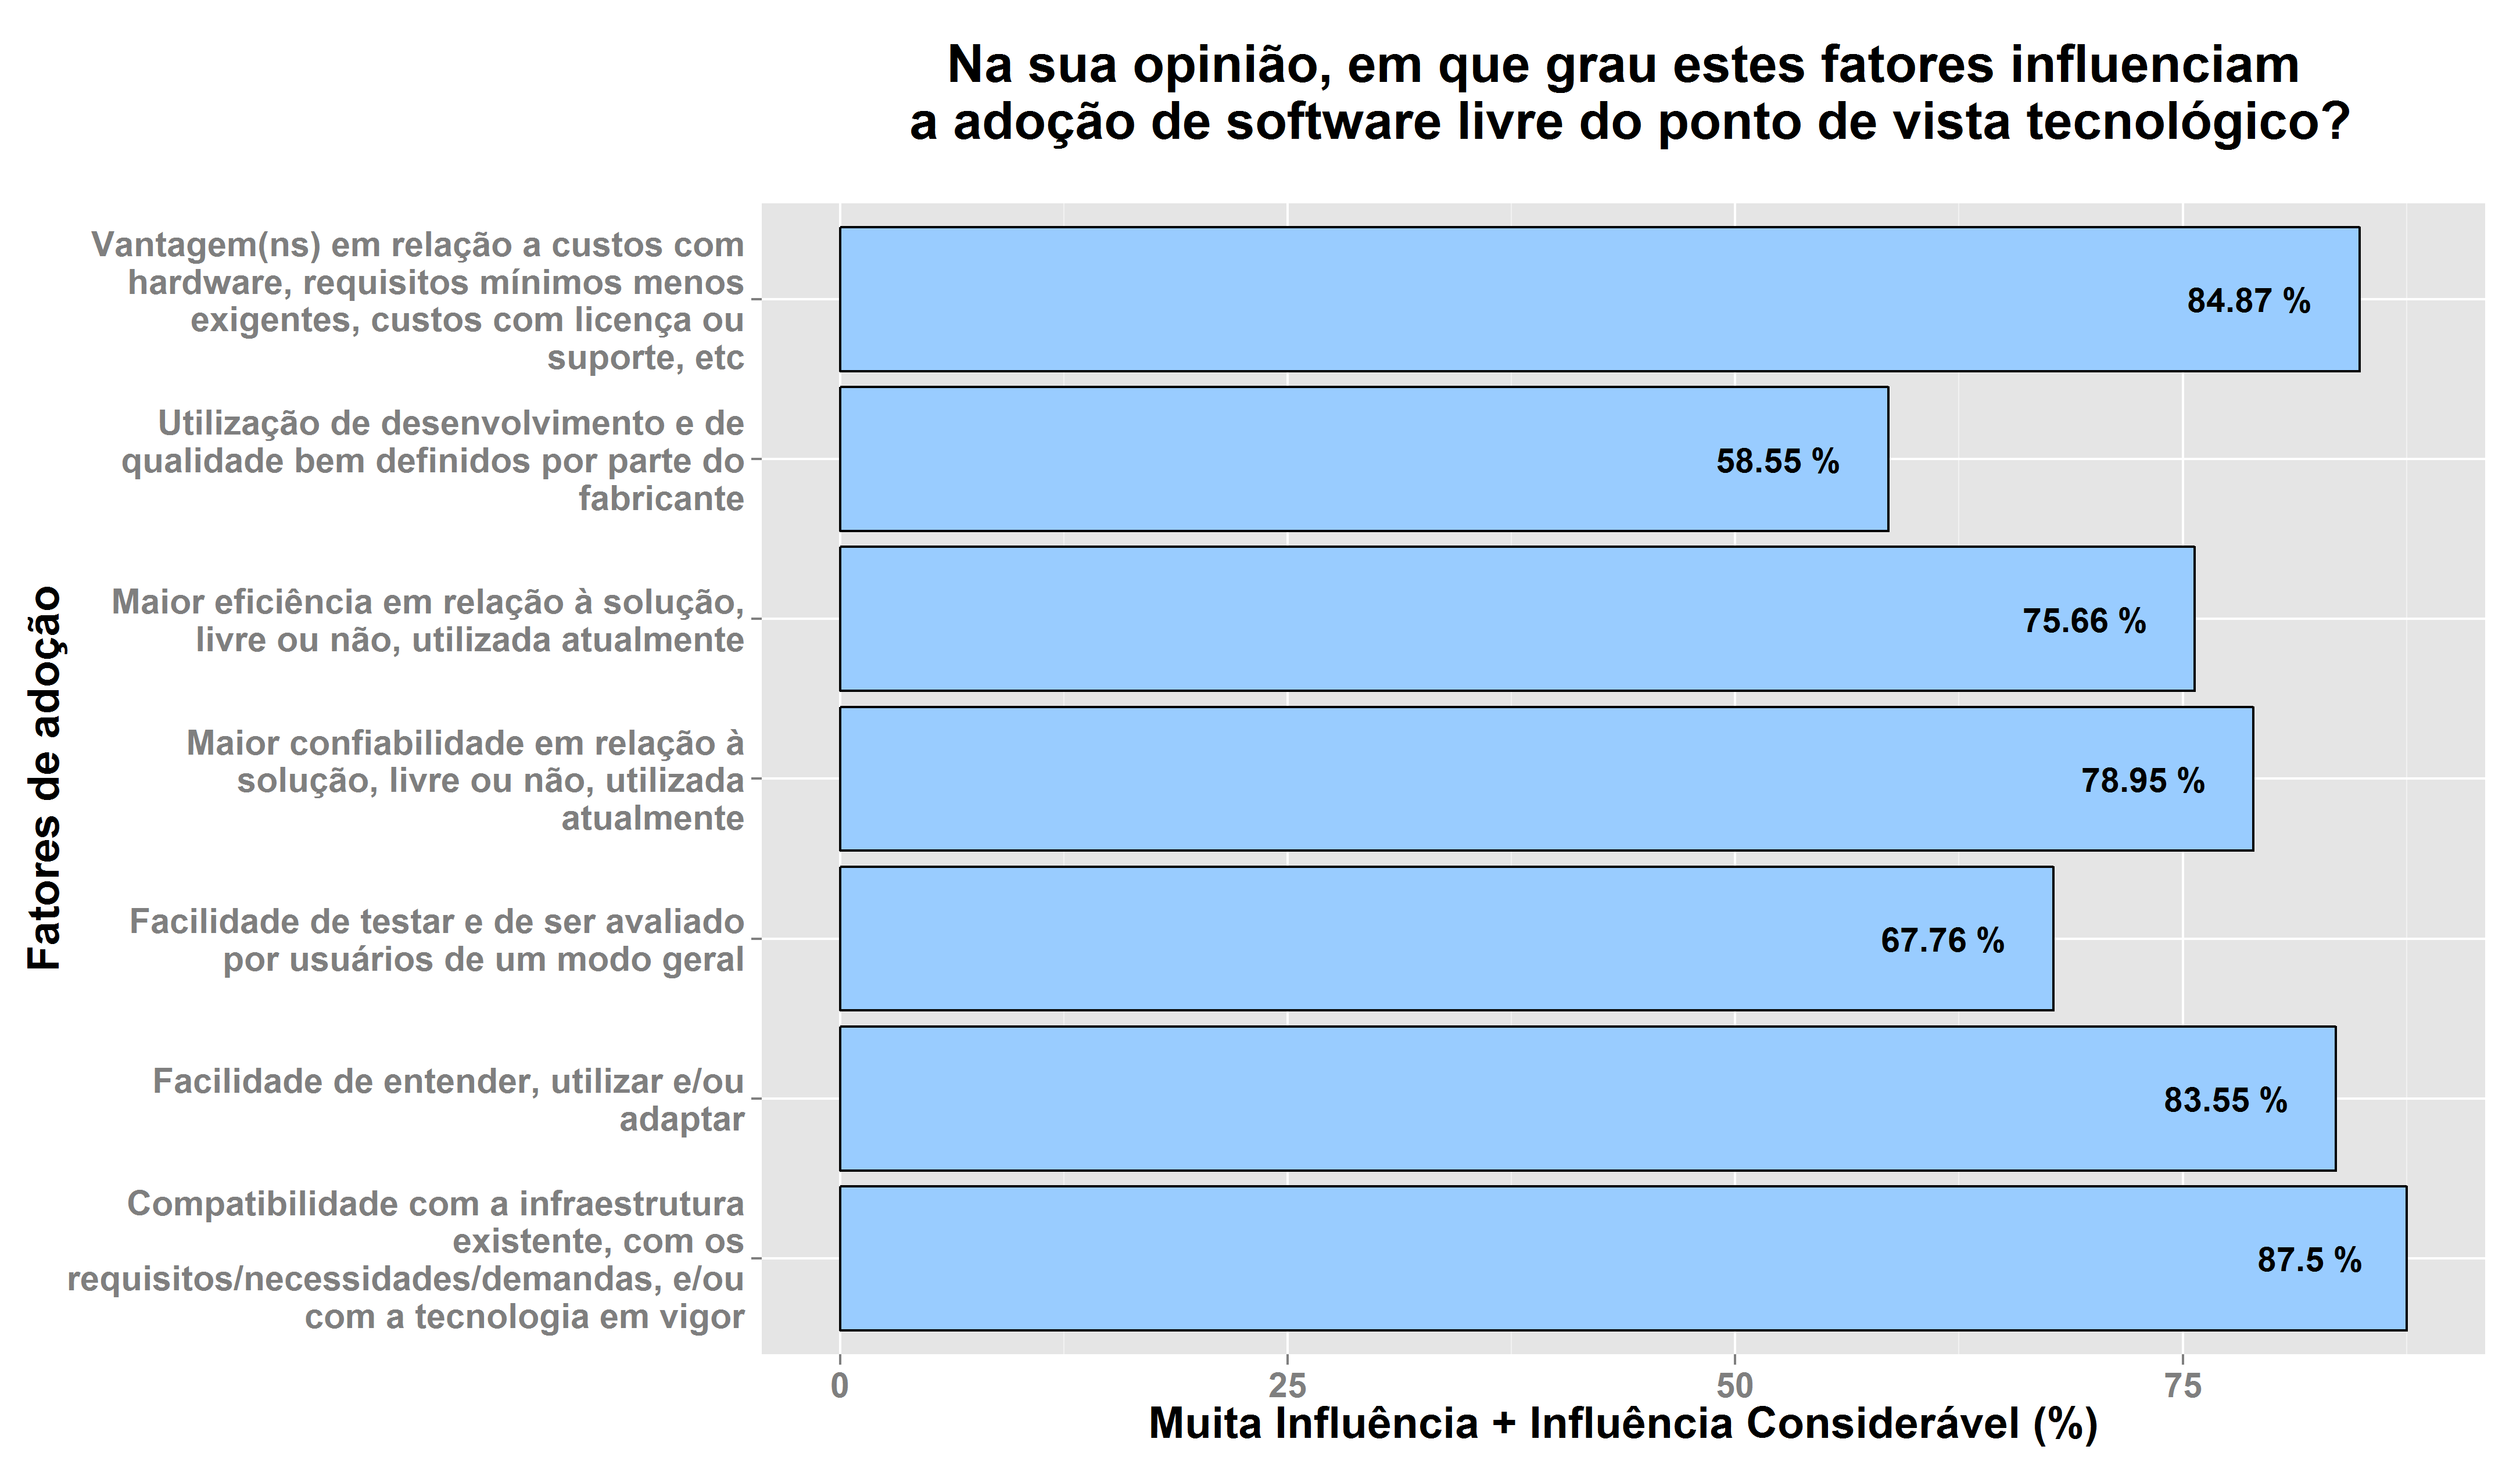 Na sua opinião, em que grau estes fatores influenciam
a adoção de software livre do ponto de vista tecnológico?
Fatores de adoção
Vantagem(ns) em relação a custos com
hardware, requisitos mínimos menos
exigentes, custos com licença ou
suporte, etc
84.87 %
Utilização de desenvolvimento e de
qualidade bem definidos por parte do
fabricante
58.55 %
Maior eficiência em relação à solução,
livre ou não, utilizada atualmente
75.66 %
Maior confiabilidade em relação à
solução, livre ou não, utilizada
atualmente
78.95 %
Facilidade de testar e de ser avaliado
por usuários de um modo geral
67.76 %
Facilidade de entender, utilizar e/ou
adaptar
83.55 %
Compatibilidade com a infraestrutura
existente, com os
requisitos/necessidades/demandas, e/ou
com a tecnologia em vigor
87.5 %
0 25 50 75
Muita Influência + Influência Considerável (%)